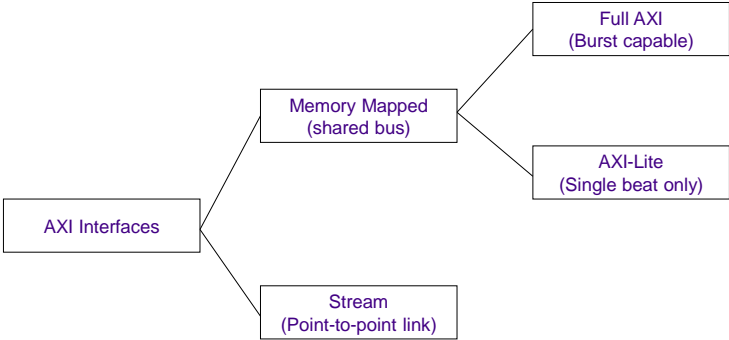 Full AXI
(Burst capable)
Memory Mapped
(shared bus)
AXI-Lite
(Single beat only)
AXI Interfaces
Stream
(Point-to-point link)